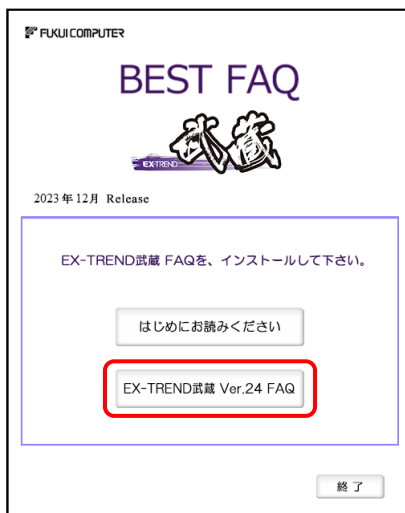 FUKUI COMPUTER
BEST FAQ
EX-TREND
武蔵
2023年12月 Release
EX-TREND武蔵 FAQを、インストールして下さい。
はじめにお読みください
EX-TREND武蔵 Ver.24 FAQ
終 了